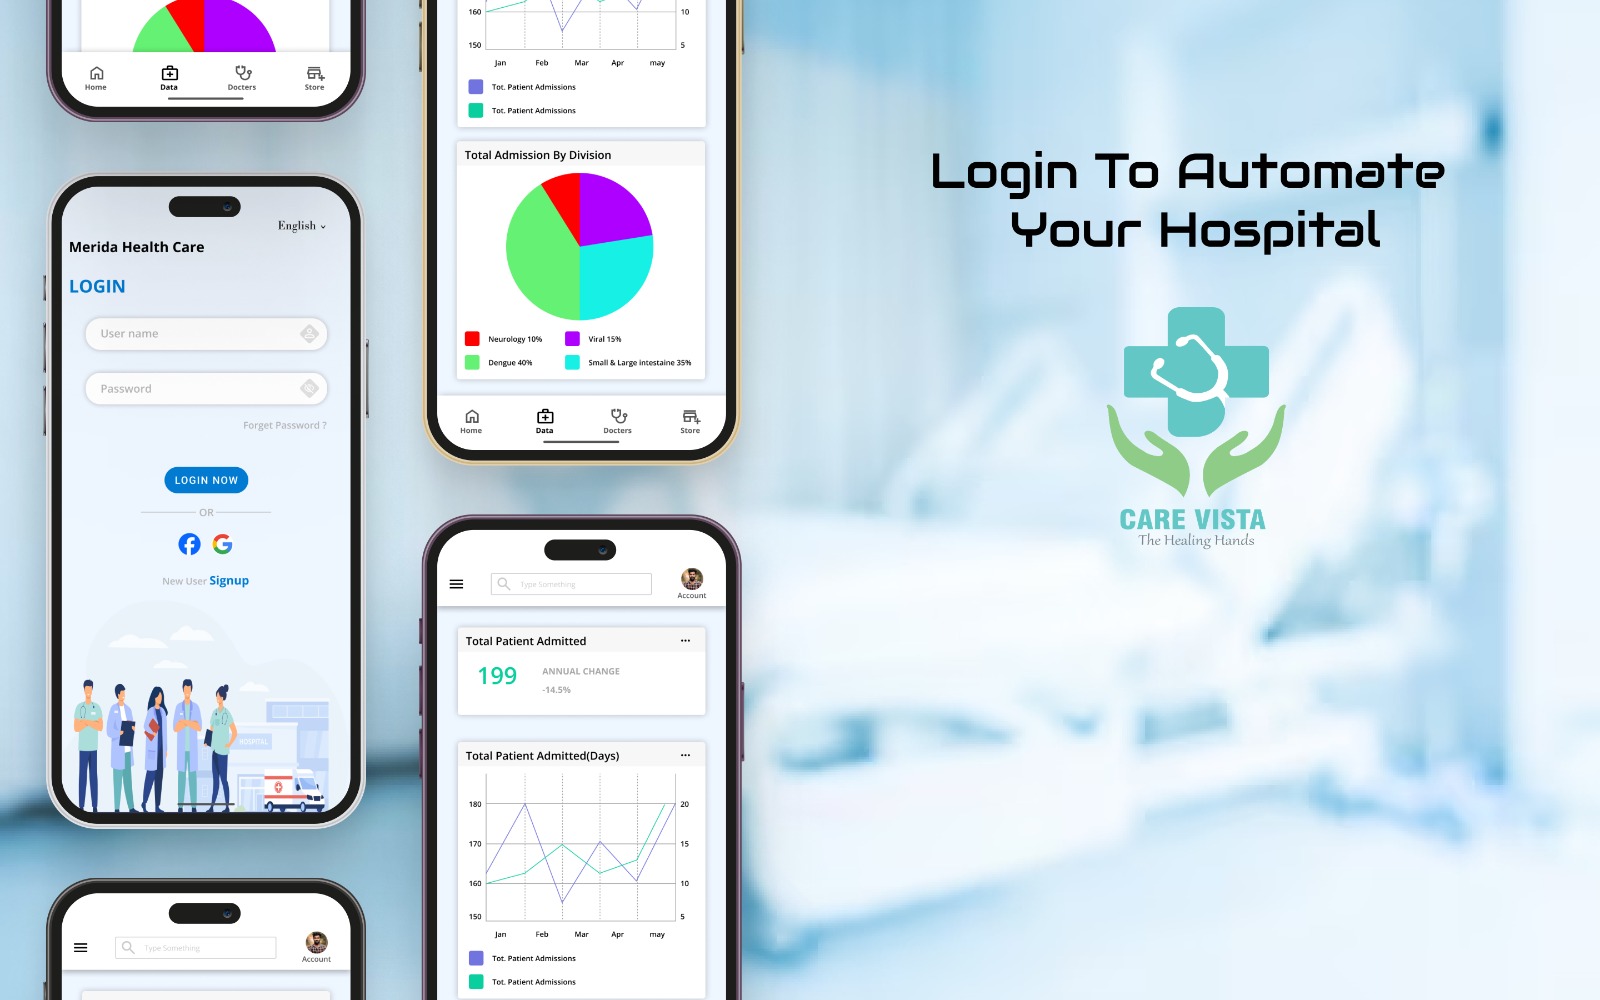 Home
Data
Docters
Store
English
Merida Health Care
LOGIN
User name
Password
Forget Password ?
LOGIN NOW
OR
New User Signup
HOSPITAL
Type Something
Account
160
10
150
5
Jan
Feb
Mar
Apr
may
Tot. Patient Admissions
Tot. Patient Admissions
Total Admission By Division
Neurology 10%
Viral 15%
Dengue 40%
Small & Large intestaine 35%
Home
Data
Docters
Store
Type Something
Account
Total Patient Admitted
199
ANNUAL CHANGE
-14.5%
Total Patient Admitted(Days)
180
20
170
15
160
10
150
5
Jan
Feb
Mar
Apr
may
Tot. Patient Admissions
Tot. Patient Admissions
Login To Automate
Your Hospital
CARE VISTA
The Healing Hands